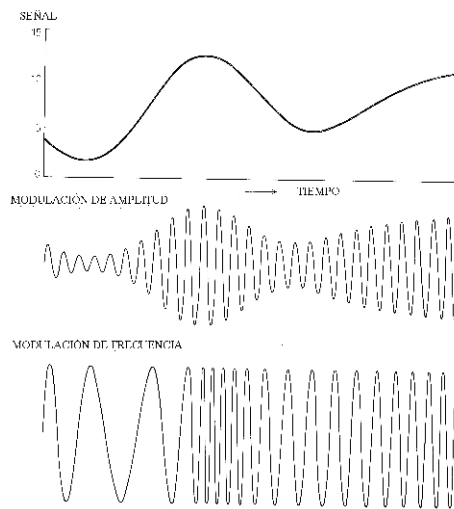 SEÑAL
15
10
5
0
TIEMPO
MODULACIÓN DE AMPLITUD
MODULACIÓN DE FRECUENCIA